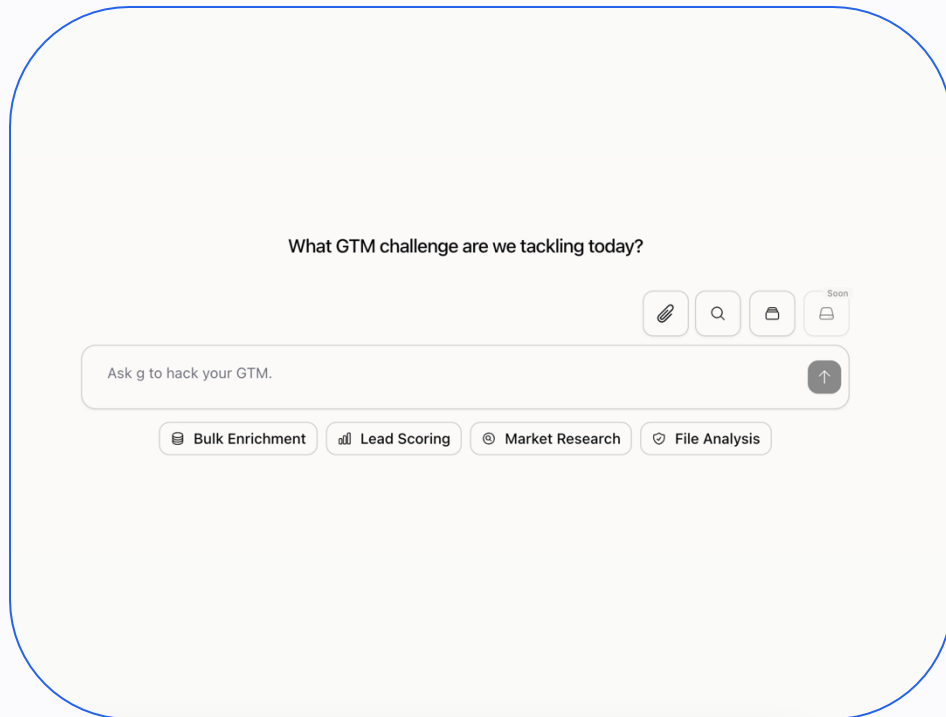 What GTM challenge are we tackling today?
Soon
Ask g to hack your GTM.
Bulk Enrichment
Lead Scoring
Market Research
File Analysis